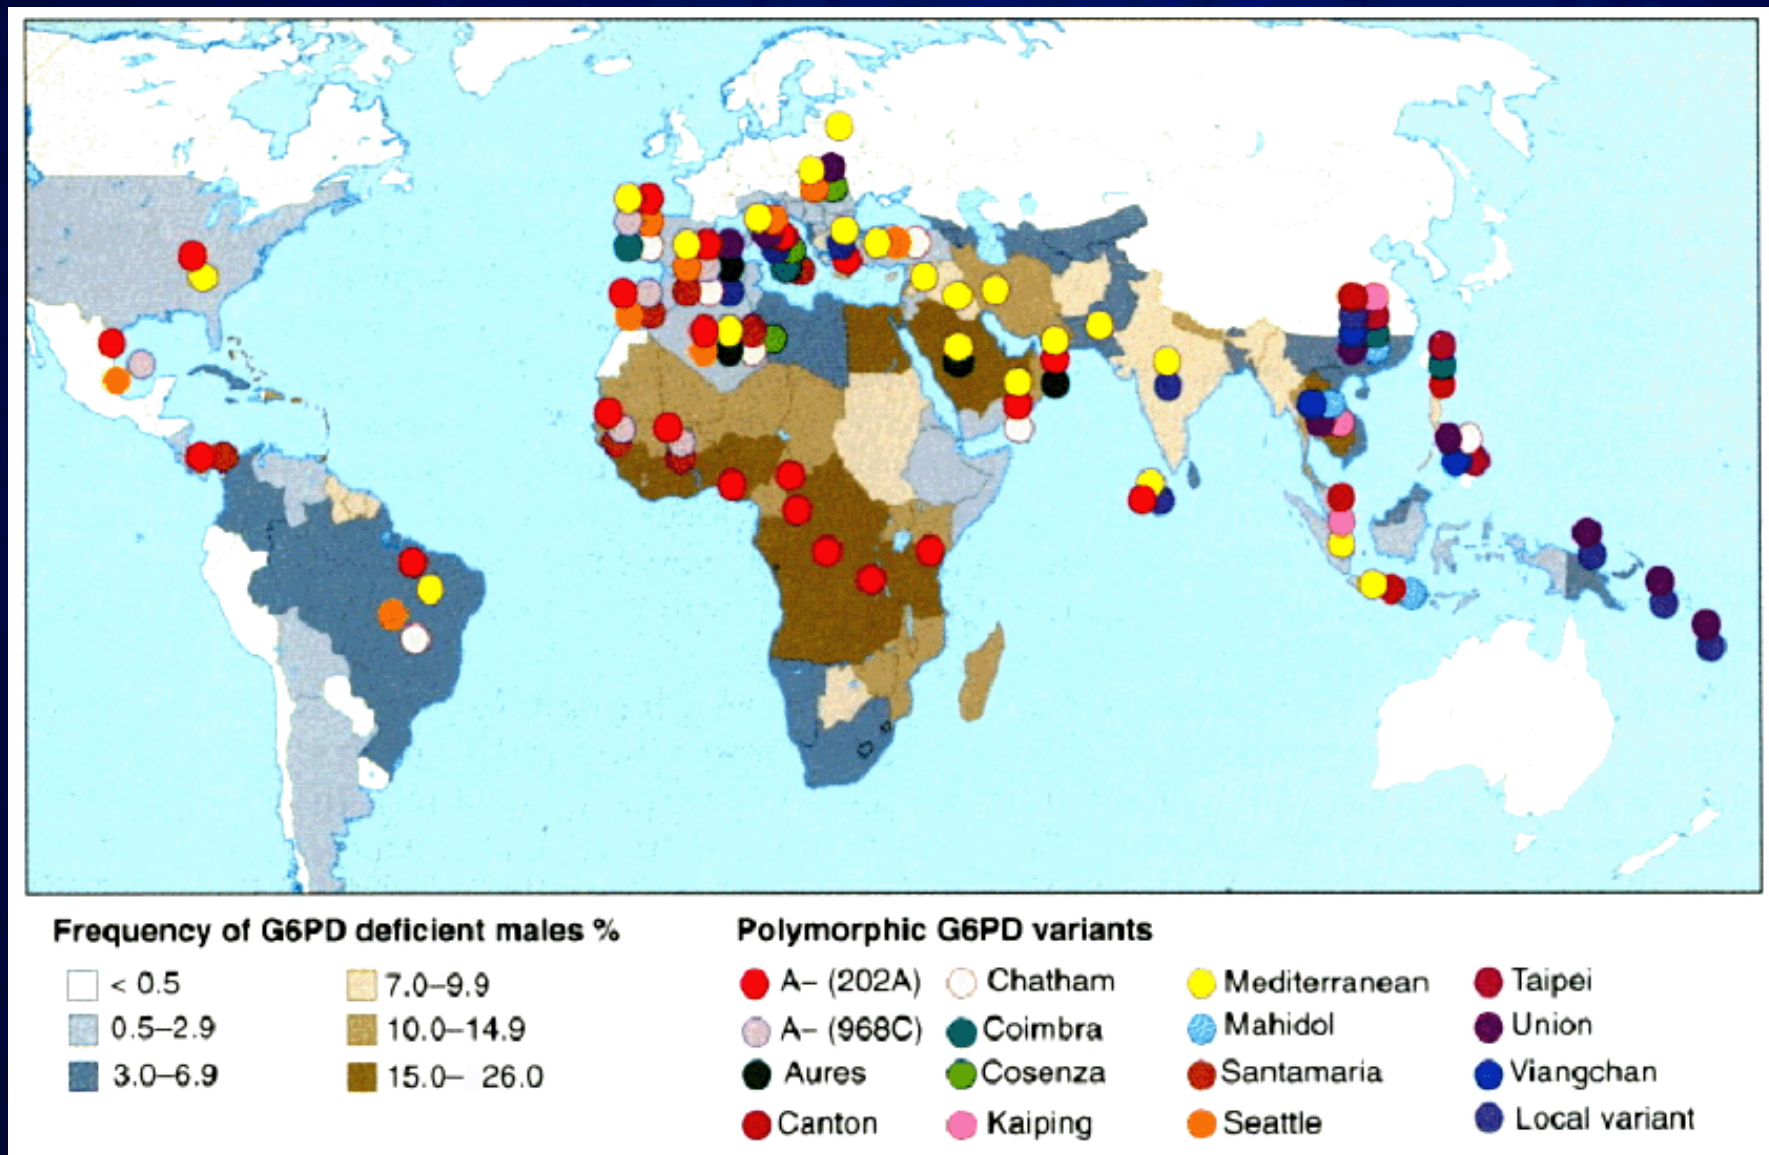 Frequency of G6PD deficient males %
< 0.5
0.5–2.9
3.0–6.9
7.0–9.9
10.0–14.9
15.0– 26.0
Polymorphic G6PD variants
A– (202A)
A– (968C)
Aures
Canton
Chatham
Coimbra
Cosenza
Kaiping
Mediterranean
Mahidol
Santamaria
Seattle
Taipei
Union
Viangchan
Local variant